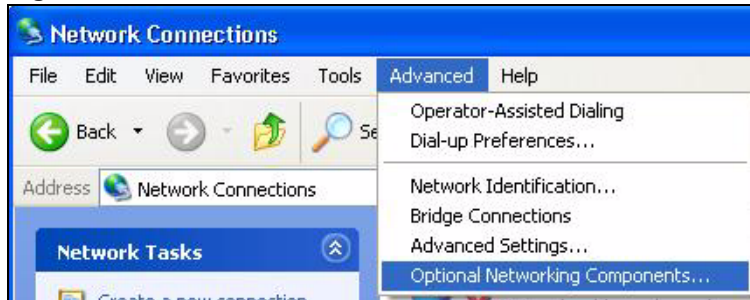 Network Connections
File Edit View Favorites Tools Advanced Help
Back
Operator-Assisted Dialing
Dial-up Preferences...
Address Network Connections
Network Identification...
Bridge Connections
Advanced Settings...
Optional Networking Components...
Network Tasks